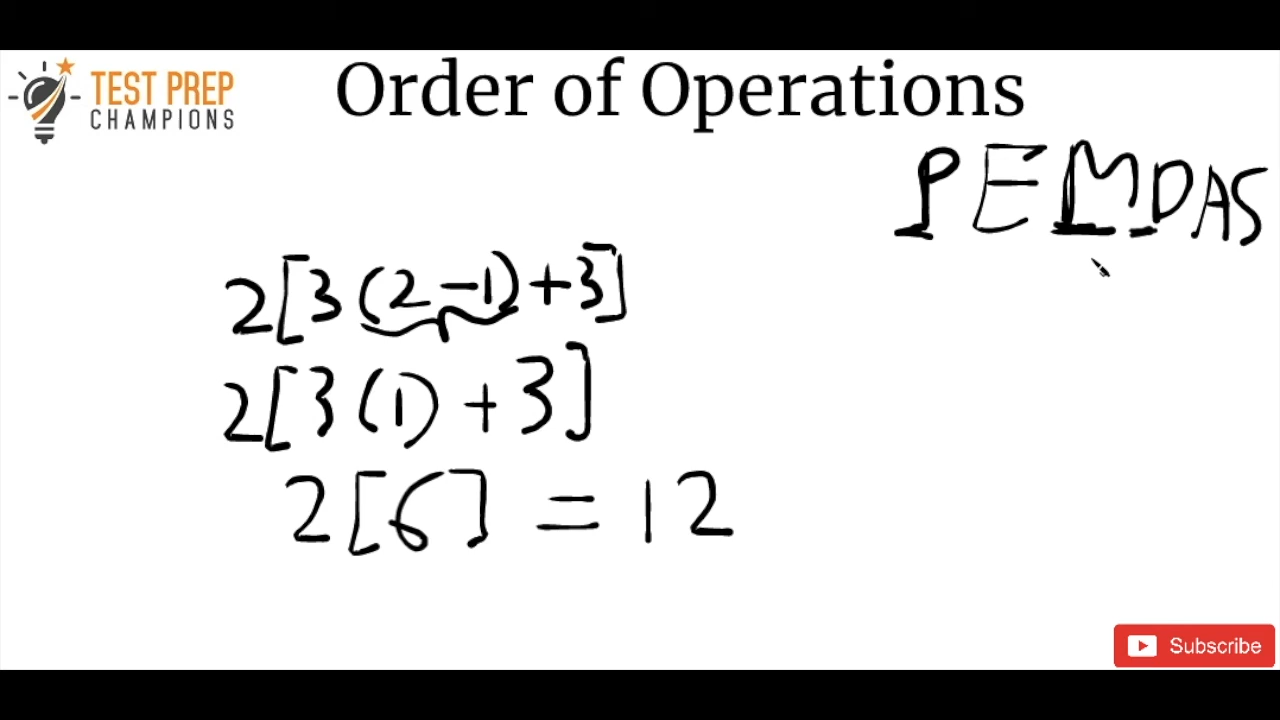 TEST PREP
CHAMPIONS
Order of Operations
PEMDAS
2[3(2-1)+3]
2[3(1)+3]
2[6] = 12
Subscribe